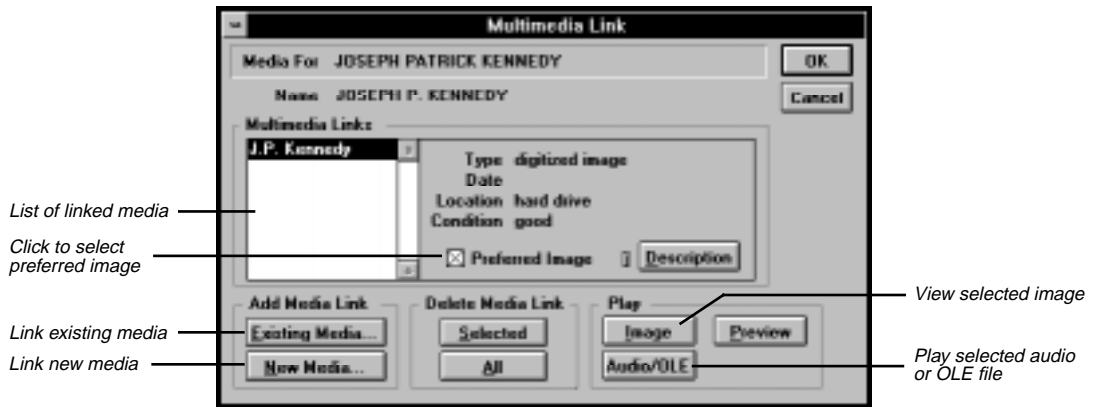 Multimedia Link
Media For JOSEPH PATRICK KENNEDY
OK
Name JOSEPH P. KENNEDY
Cancel
Multimedia Links
J.P. Kennedy
Type digitized image
Date
Location hard drive
Condition good
List of linked media
Click to select
preferred image
Preferred Image
Description
Add Media Link
Delete Media Link
Play
View selected image
Link existing media
Existing Media...
Selected
Image
Preview
Link new media
New Media...
All
Audio/OLE
Play selected audio
or OLE file